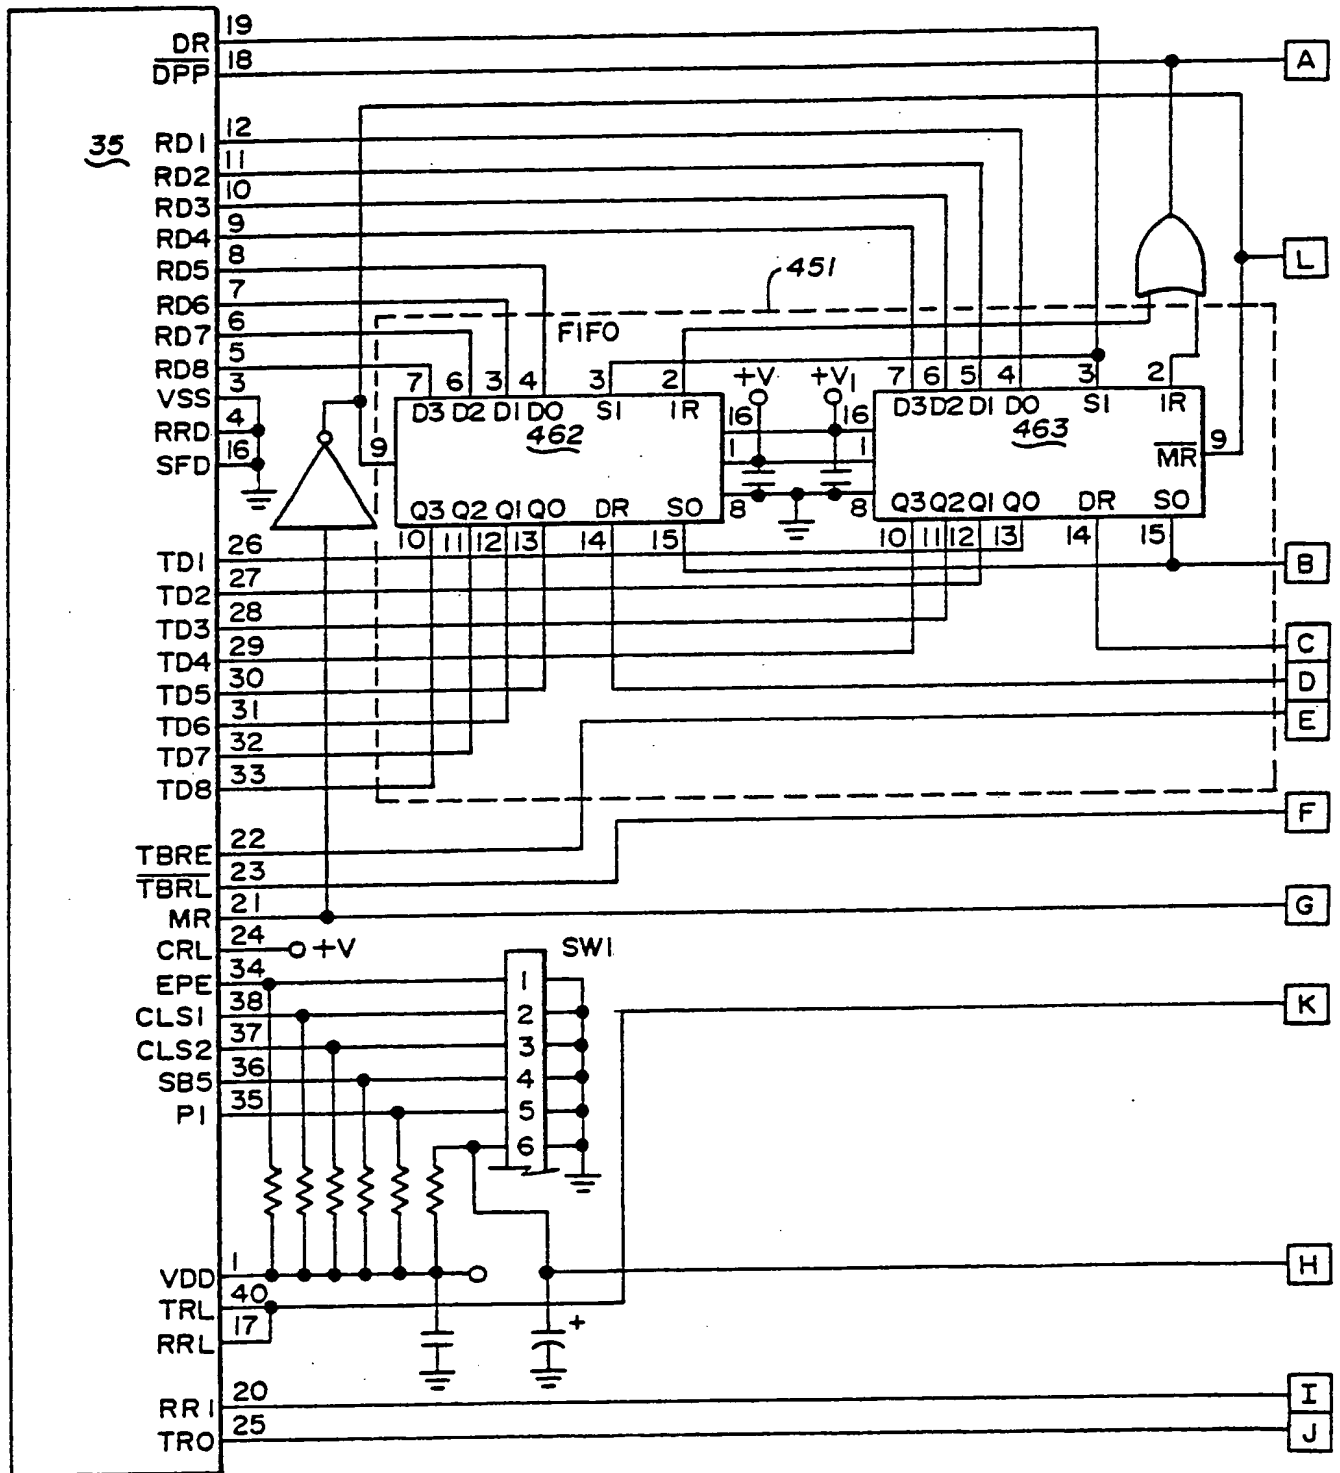 19
DR
18
DPP
A
35
12
RD1
11
RD2
10
RD3
9
RD4
8
RD5
L
451
7
RD6
6
RD7
FIFO
5
RD8
7 6 3 4 3 2 +V +V1 7 6 5 4 3 2
3
VSS
D3 D2 D1 D0 SI IR 16 16 D3 D2 D1 D0 SI IR
4
RRD
462 463
9 1 1 MR 9
16
SFD
Q3 Q2 Q1 Q0 DR SO 8 8 Q3 Q2 Q1 Q0 DR SO
10 11 12 13 14 15 10 11 12 13 14 15
26
TD1
B
27
TD2
28
TD3
29
TD4
C
30
TD5
D
31
TD6
E
32
TD7
33
TD8
F
22
TBRE
23
TBRL
21
MR
G
24
CRL
+V
SW1
34
EPE
1
38
CLS1
2
K
37
CLS2
3
36
SB5
4
35
P1
5
6
1
VDD
H
40
TRL
17
RRL
+
20
RR1
I
25
TRO
J